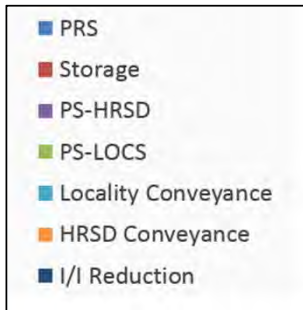 PRS
Storage
PS-HRSD
PS-LOCS
Locality Conveyance
HRSD Conveyance
I/I Reduction